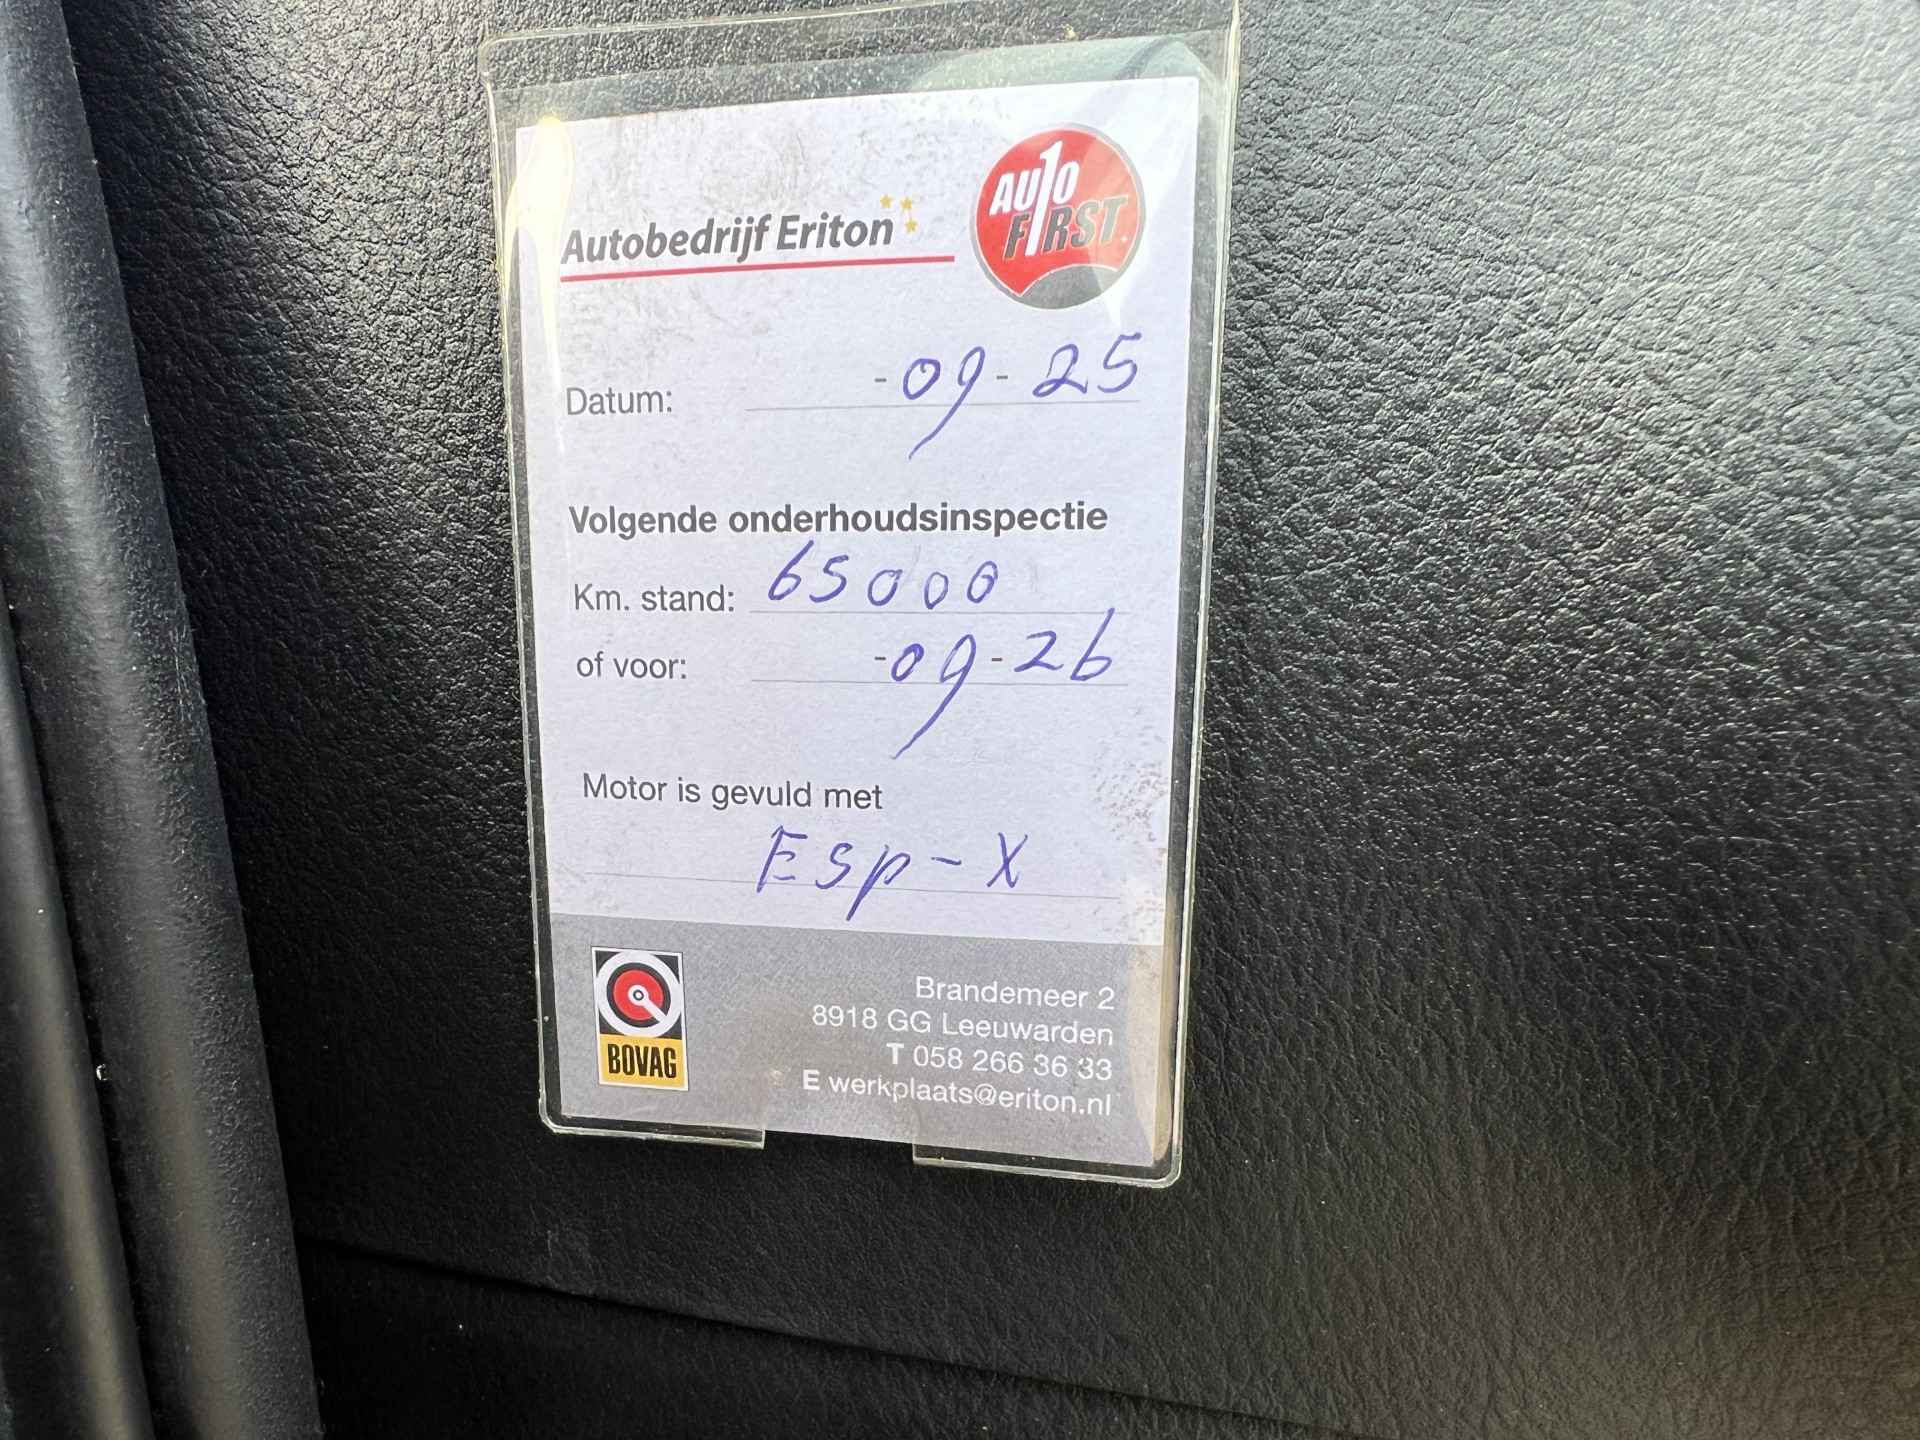 Autobedrijf Eriton
AUTO
FIRST
Datum: -09-25
Volgende onderhoudsinspectie
Km. stand: 65000
of voor: -09-26
Motor is gevuld met
Esp-X
BOVAG
Brandemeer 2
8918 GG Leeuwarden
T 058 266 36 33
E werkplaats@eriton.nl